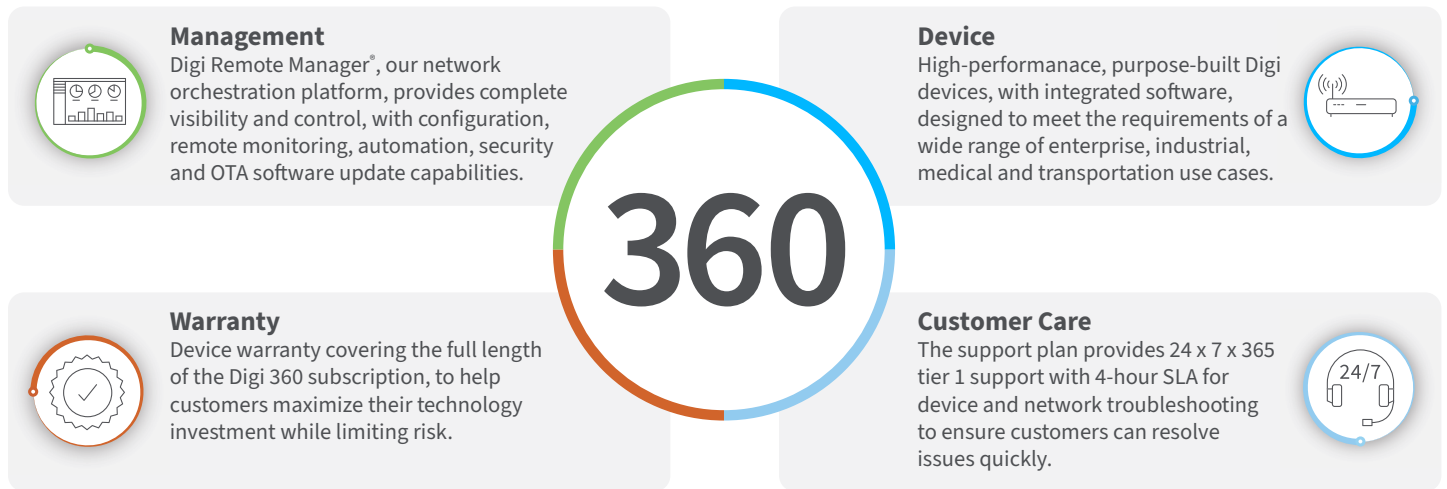 Management
Digi Remote Manager®, our network
orchestration platform, provides complete
visibility and control, with configuration,
remote monitoring, automation, security
and OTA software update capabilities.
Device
High-performanace, purpose-built Digi
devices, with integrated software,
designed to meet the requirements of a
wide range of enterprise, industrial,
medical and transportation use cases.
360
Warranty
Device warranty covering the full length
of the Digi 360 subscription, to help
customers maximize their technology
investment while limiting risk.
Customer Care
The support plan provides 24 x 7 x 365
tier 1 support with 4-hour SLA for
device and network troubleshooting
to ensure customers can resolve
issues quickly.
24/7